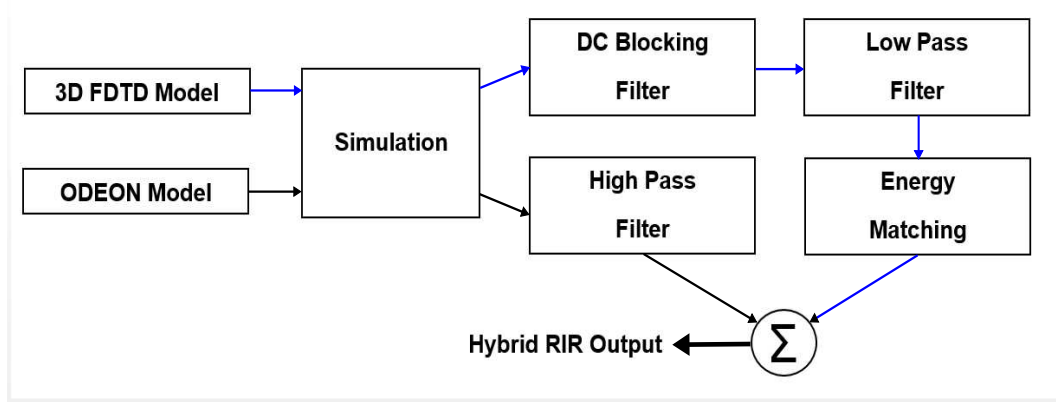 3D FDTD Model
ODEON Model
Simulation
DC Blocking
Filter
Low Pass
Filter
High Pass
Filter
Energy
Matching
Σ
Hybrid RIR Output